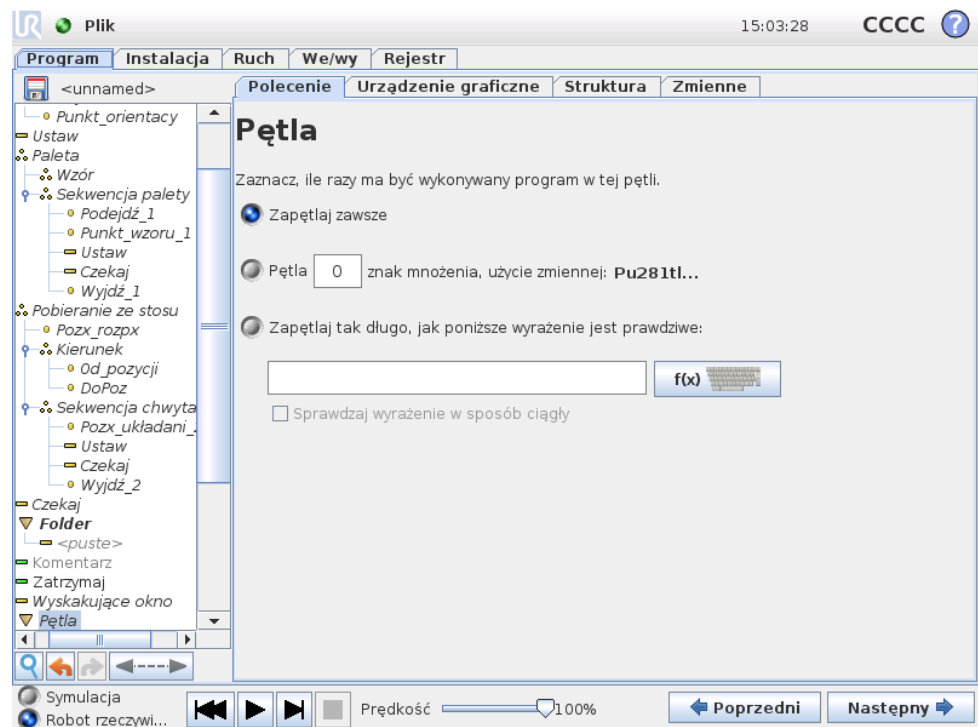 UR Plik 15:03:28 CCCC ?
Program Instalacja Ruch We/wy Rejestr
<unnamed>
Polecenie Urządzenie graficzne Struktura Zmienne
Punkt_orientacy
Ustaw
Paleta
Wzór
Sekwencja palety
Podejdź_1
Punkt_wzoru_1
Ustaw
Czekaj
Wyjdź_1
Pobieranie ze stosu
Pozx_rozpx
Kierunek
Od_pozycji
DoPoz
Sekwencja chwyta
Pozx_układani_2
Ustaw
Czekaj
Wyjdź_2
Czekaj
Folder
<puste>
Komentarz
Zatrzymaj
Wyskakujące okno
Pętla
Pętla
Zaznacz, ile razy ma być wykonywany program w tej pętli.
Zapętlaj zawsze
Pętla 0 znak mnożenia, użycie zmiennej: Pu281tl...
Zapętlaj tak długo, jak poniższe wyrażenie jest prawdziwe:
f(x)
Sprawdzaj wyrażenie w sposób ciągły
Symulacja
Robot rzeczywi...
Prędkość 100%
Poprzedni Następny